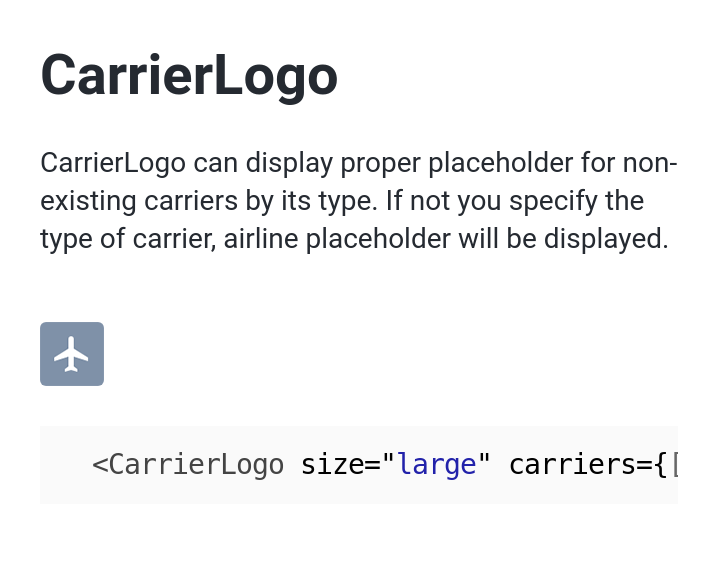 CarrierLogo
CarrierLogo can display proper placeholder for non-
existing carriers by its type. If not you specify the
type of carrier, airline placeholder will be displayed.
<CarrierLogo size="large" carriers={[